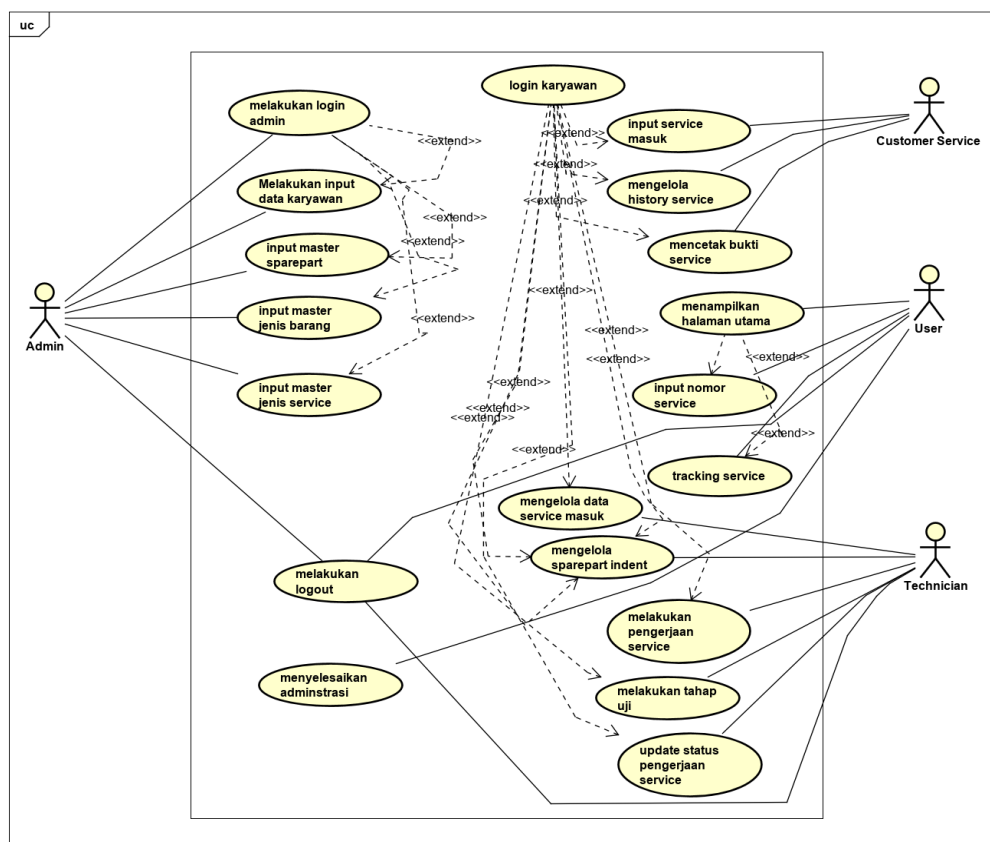 uc
login karyawan
melakukan login
admin
<<extend>>
<<extend>>
input service
masuk
Customer Service
<<extend>>
Melakukan input
data karyawan
mengelola
history service
<<extend>>
<<extend>>
<<extend>>
input master
sparepart
<<extend>>
mencetak bukti
service
<<extend>>
<<extend>>
input master
jenis barang
<<extend>>
<<extend>>
menampilkan
halaman utama
User
Admin
<<extend>>
<<extend>>
input master
jenis service
<<extend>>
input nomor
service
<<extend>>
<<extend>>
<<extend>>
<<extend>>
tracking service
mengelola data
service masuk
mengelola
sparepart indent
melakukan
logout
Technician
melakukan
pengerjaan
service
menyelesaikan
adminstrasi
melakukan tahap
uji
update status
pengerjaan
service